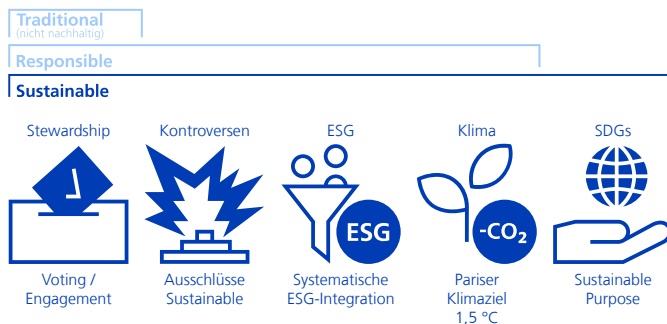 Traditional
(nicht nachhaltig)
Responsible
Sustainable
Stewardship
Kontroversen
ESG
Klima
SDGs
ESG
-CO₂
Voting /
Engagement
Ausschlüsse
Sustainable
Systematische
ESG-Integration
Pariser
Klimaziel
1,5 °C
Sustainable
Purpose